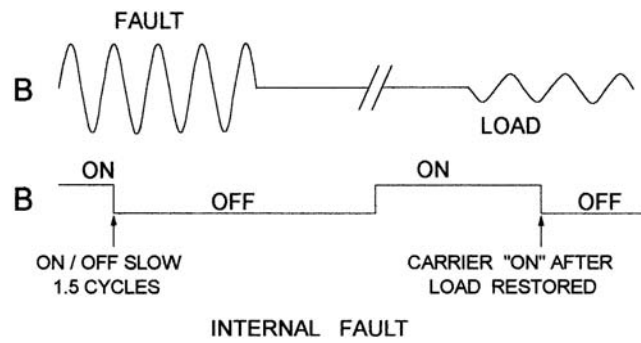 FAULT
B
LOAD
ON
ON
B
OFF
OFF
ON / OFF SLOW
1.5 CYCLES
CARRIER "ON" AFTER
LOAD RESTORED
INTERNAL FAULT